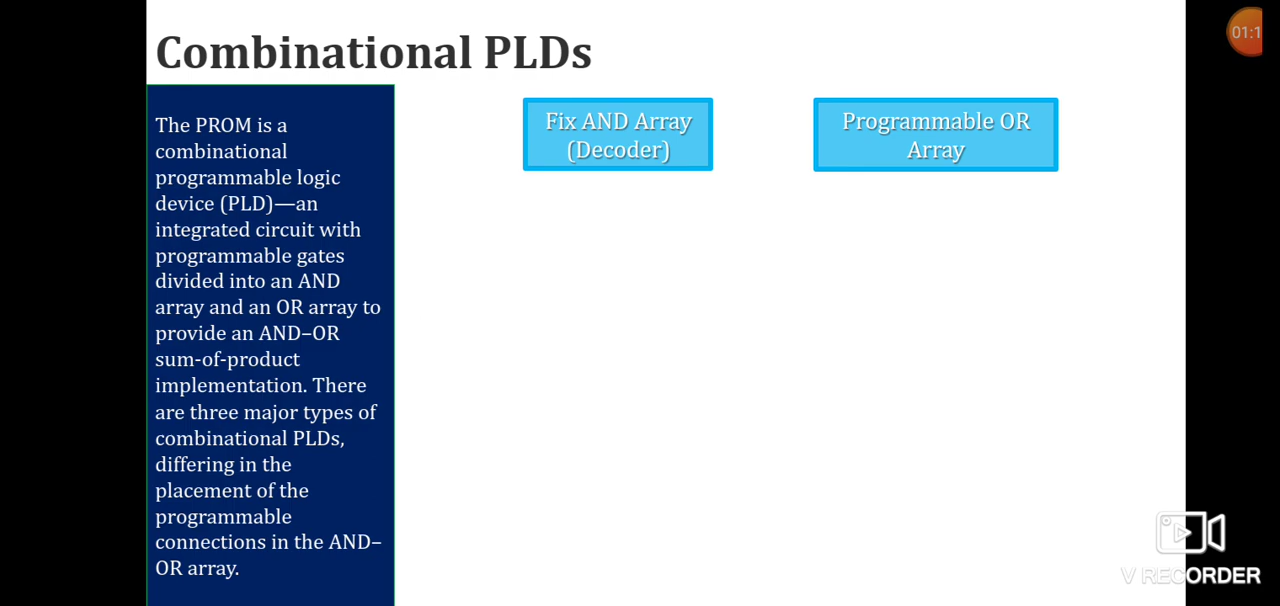 Combinational PLDs
The PROM is a
combinational
programmable logic
device (PLD)—an
integrated circuit with
programmable gates
divided into an AND
array and an OR array to
provide an AND–OR
sum-of-product
implementation. There
are three major types of
combinational PLDs,
differing in the
placement of the
programmable
connections in the AND–
OR array.
Fix AND Array
(Decoder)
Programmable OR
Array
01:1
V RECORDER